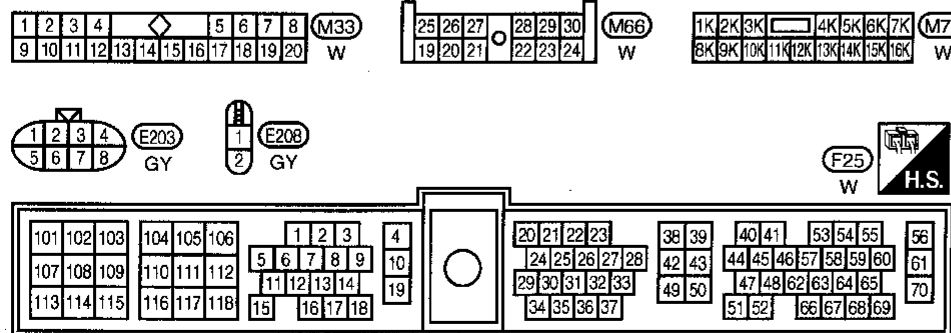 1 2 3 4 5 6 7 8 M33
9 10 11 12 13 14 15 16 17 18 19 20 W
25 26 27 28 29 30 M66
19 20 21 22 23 24 W
1K 2K 3K 4K 5K 6K 7K M7
8K 9K 10K 11K 12K 13K 14K 15K 16K W
1 2 3 4 E203
5 6 7 8 GY
1 E208
2 GY
F25
W
H.S.
101 102 103 104 105 106 1 2 3 4 20 21 22 23 38 39 40 41 53 54 55 56
107 108 109 110 111 112 5 6 7 8 9 10 24 25 26 27 28 42 43 44 45 46 57 58 59 60 61
113 114 115 116 117 118 11 12 13 14 19 29 30 31 32 33 49 50 47 48 62 63 64 65 70
15 16 17 18 34 35 36 37 51 52 66 67 68 69